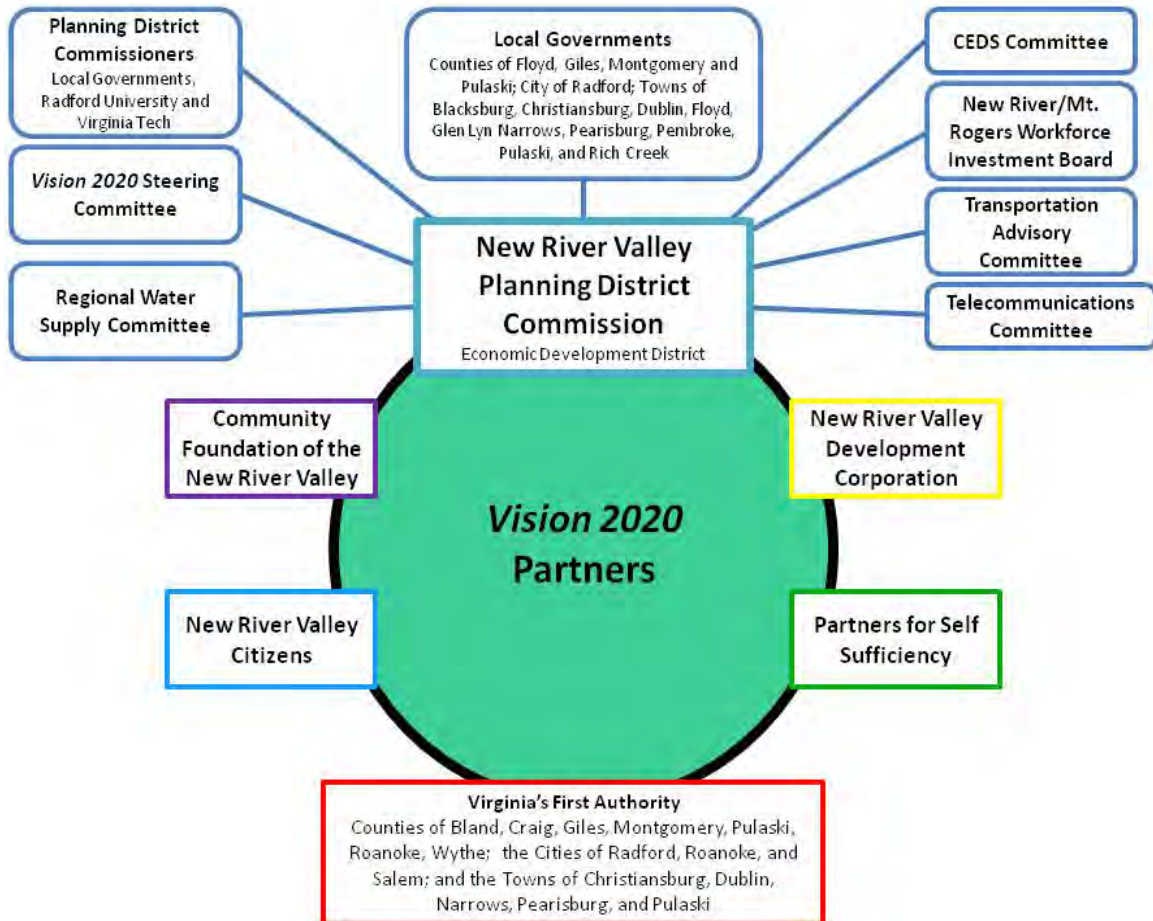 Planning District
Commissioners
Local Governments,
Radford University and
Virginia Tech
Vision 2020 Steering
Committee
Regional Water
Supply Committee
Local Governments
Counties of Floyd, Giles, Montgomery and
Pulaski; City of Radford; Towns of
Blacksburg, Christiansburg, Dublin, Floyd,
Glen Lyn Narrows, Pearisburg, Pembroke,
Pulaski, and Rich Creek
CEDS Committee
New River/Mt.
Rogers Workforce
Investment Board
Transportation
Advisory
Committee
Telecommunications
Committee
New River Valley
Planning District
Commission
Economic Development District
Community
Foundation of the
New River Valley
New River Valley
Development
Corporation
Vision 2020
Partners
New River Valley
Citizens
Partners for Self
Sufficiency
Virginia's First Authority
Counties of Bland, Craig, Giles, Montgomery, Pulaski,
Roanoke, Wythe; the Cities of Radford, Roanoke, and
Salem; and the Towns of Christiansburg, Dublin,
Narrows, Pearisburg, and Pulaski